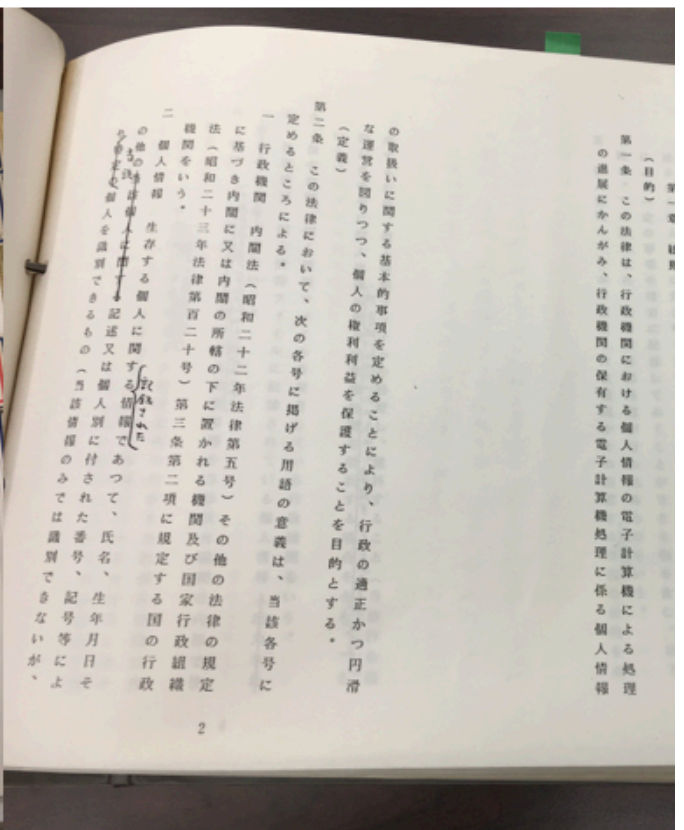 第一章 総則
(目的)
第一条 この法律は、行政機関における個人情報の電子計算機による処理
の進展にかんがみ、行政機関の保有する電子計算機処理に係る個人情報
の取扱いに関する基本的事項を定めることにより、行政の適正かつ円滑
な運営を図りつつ、個人の権利利益を保護することを目的とする。
(定義)
第二条 この法律において、次の各号に掲げる用語の意義は、当該各号に
定めるところによる。
一 行政機関 内閣法(昭和二十二年法律第五号)その他の法律の規定
に基づき内閣に又は内閣の所轄の下に置かれる機関及び国家行政組織
法(昭和二十三年法律第百二十号)第三条第二項に規定する国の行政
機関をいう。
二 個人情報 生存する個人に関する情報であつて、氏名、生年月日そ
記録された
の他の当該個人に関する記述又は個人別に付された番号、記号等によ
当該
り特定の個人を識別できるもの(当該情報のみでは識別できないが、
2